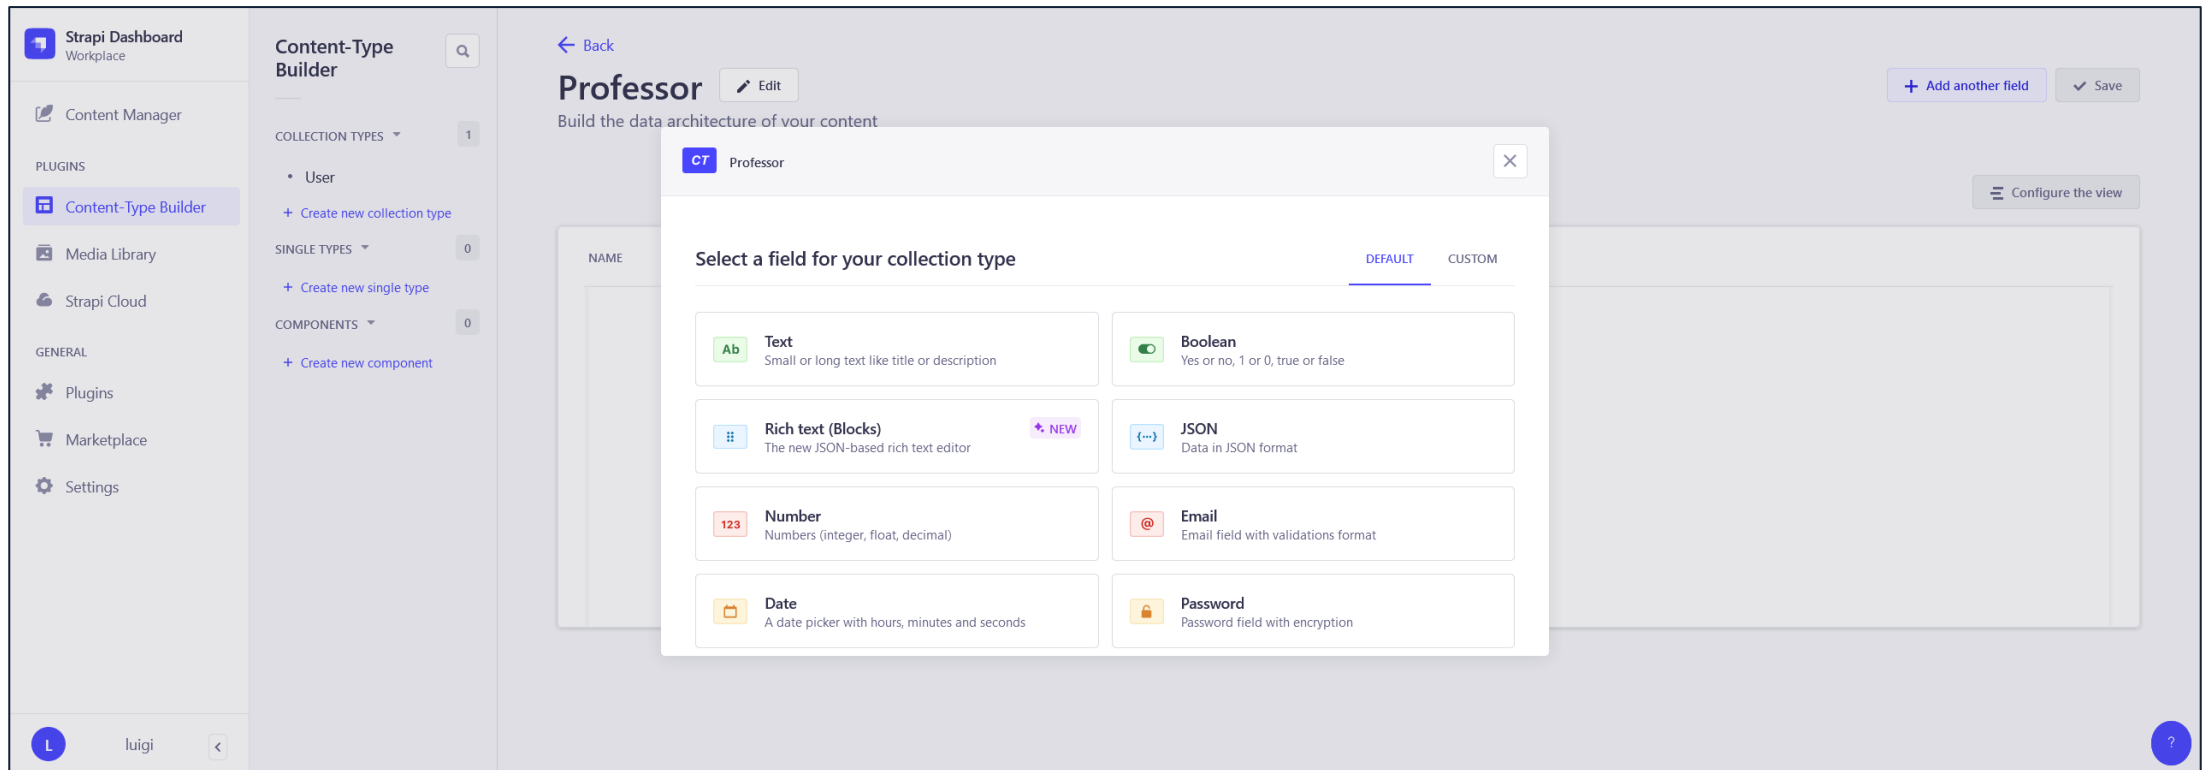 Strapi Dashboard
Workplace
Content Manager
PLUGINS
Content-Type Builder
Media Library
Strapi Cloud
GENERAL
Plugins
Marketplace
Settings
L
luigi
Content-Type
Builder
COLLECTION TYPES
1
User
+ Create new collection type
SINGLE TYPES
0
+ Create new single type
COMPONENTS
0
+ Create new component
Back
Professor
Edit
Build the data architecture of your content
Add another field
Save
Configure the view
NAME
CT
Professor
Select a field for your collection type
DEFAULT
CUSTOM
Ab
Text
Small or long text like title or description
Boolean
Yes or no, 1 or 0, true or false
Rich text (Blocks)
NEW
The new JSON-based rich text editor
{···}
JSON
Data in JSON format
123
Number
Numbers (integer, float, decimal)
@
Email
Email field with validations format
Date
A date picker with hours, minutes and seconds
Password
Password field with encryption
?